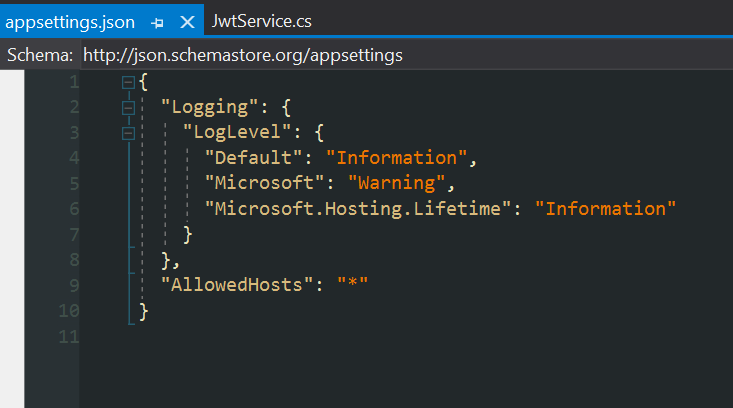 appsettings.json JwtService.cs
Schema: http://json.schemastore.org/appsettings
1 {
2 "Logging": {
3 "LogLevel": {
4 "Default": "Information",
5 "Microsoft": "Warning",
6 "Microsoft.Hosting.Lifetime": "Information"
7 }
8 },
9 "AllowedHosts": "*"
10 }
11